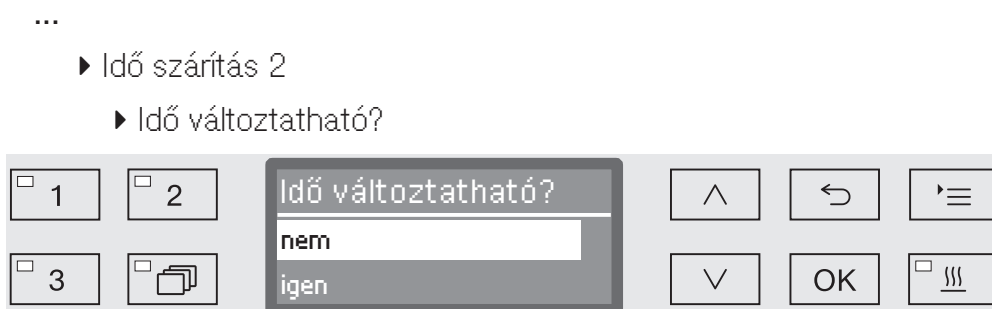 ...
▸ Idő szárítás 2
▸ Idő változtatható?
1 2 Idő változtatható?
nem
3 igen OK